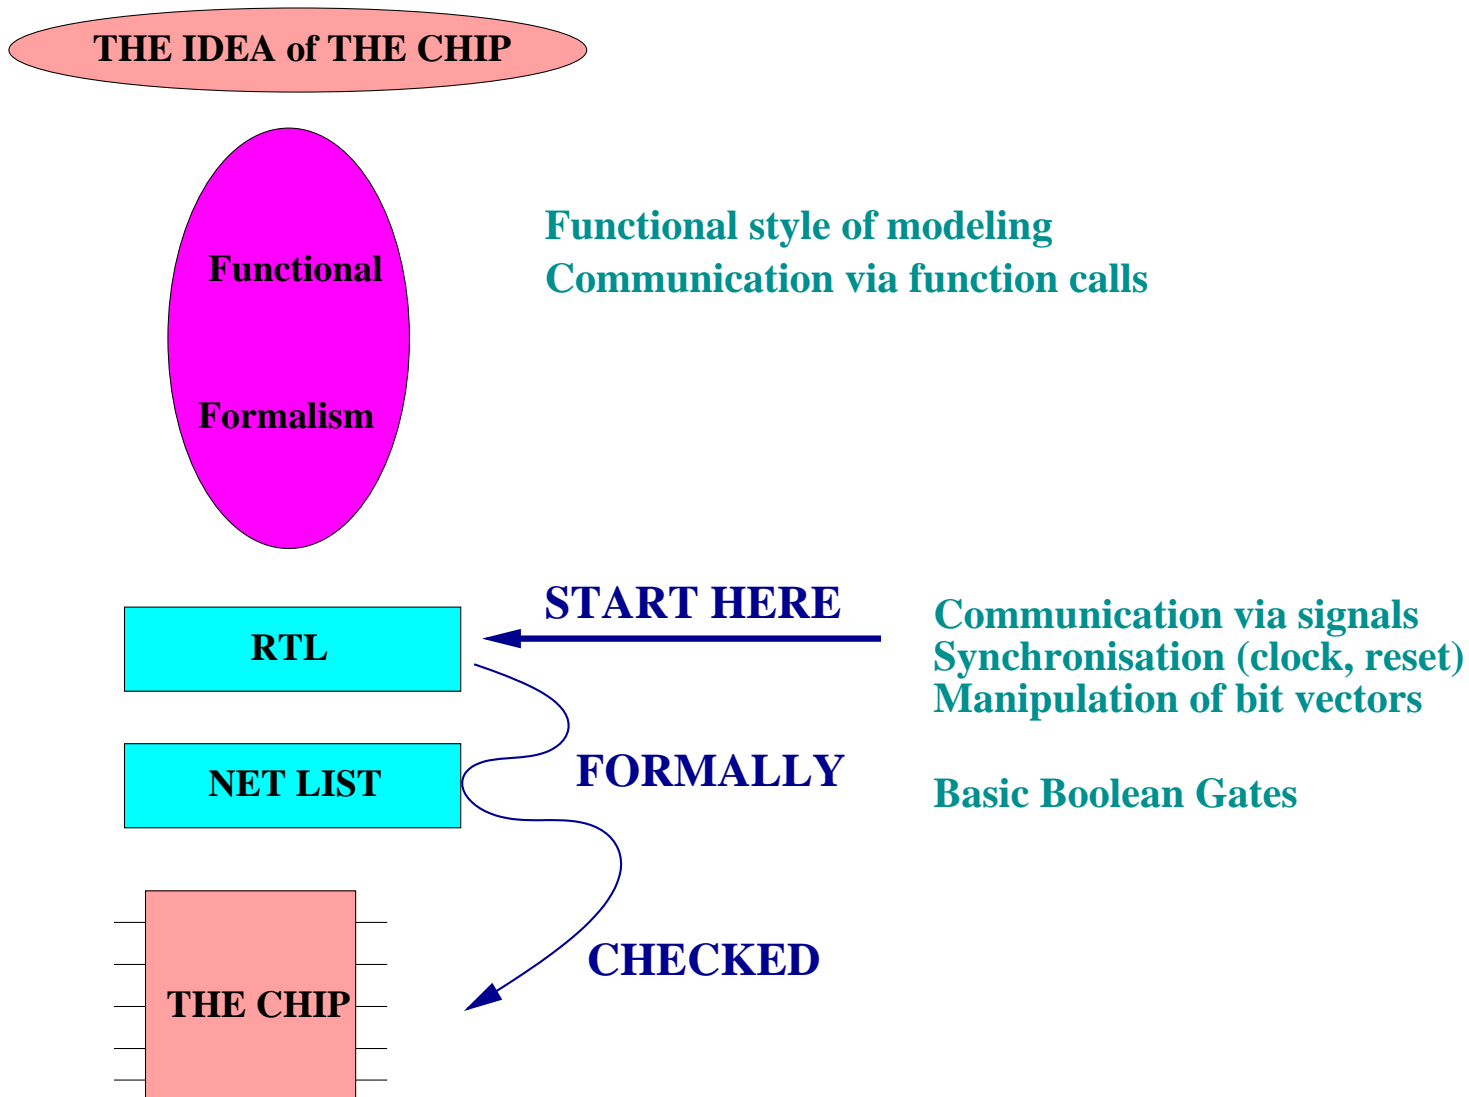 THE IDEA of THE CHIP
Functional
Formalism
Functional style of modeling
Communication via function calls
START HERE
RTL
Communication via signals
Synchronisation (clock, reset)
Manipulation of bit vectors
NET LIST
FORMALLY
Basic Boolean Gates
CHECKED
THE CHIP